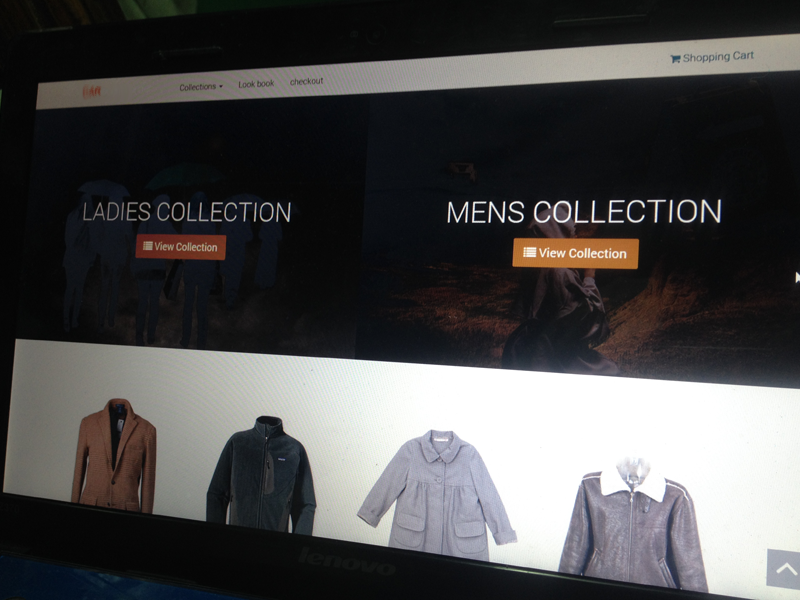 Collections
Look book
checkout
Shopping Cart
LADIES COLLECTION
View Collection
MENS COLLECTION
View Collection
lenovo